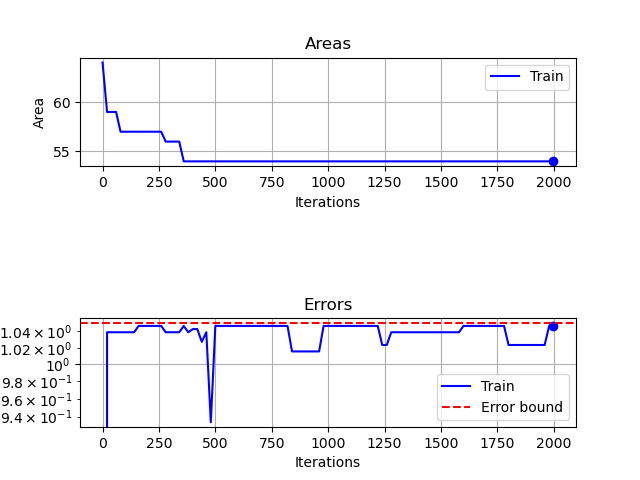 Areas
Train
60
55
Area
0 250 500 750 1000 1250 1500 1750 2000
Iterations
Errors
1.04 × 10⁰
1.02 × 10⁰
10⁰
9.8 × 10⁻¹
9.6 × 10⁻¹
9.4 × 10⁻¹
Train
Error bound
0 250 500 750 1000 1250 1500 1750 2000
Iterations